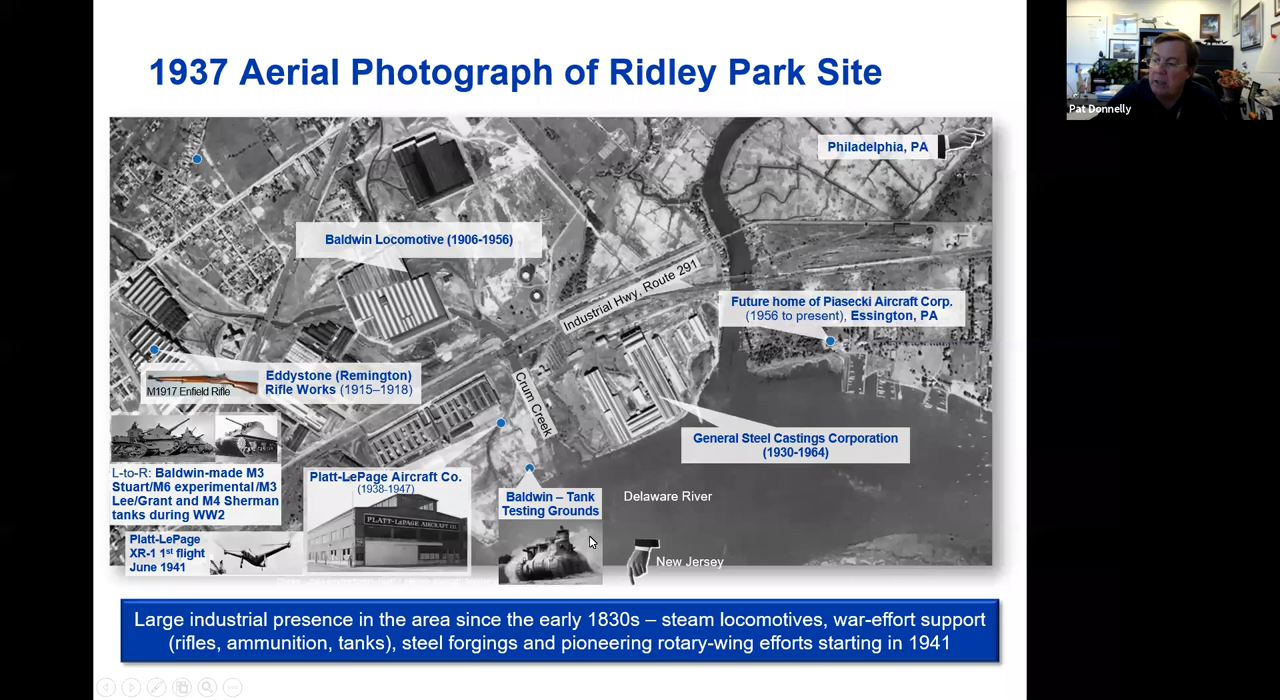 1937 Aerial Photograph of Ridley Park Site
Pat Donnelly
Philadelphia, PA
Baldwin Locomotive (1906-1956)
Industrial Hwy, Route 291
Future home of Piasecki Aircraft Corp.
(1956 to present), Essington, PA
M1917 Enfield Rifle
Eddystone (Remington)
Rifle Works (1915–1918)
Crum Creek
General Steel Castings Corporation
(1930-1964)
L-to-R: Baldwin-made M3
Stuart/M6 experimental/M3
Lee/Grant and M4 Sherman
tanks during WW2
Platt-LePage Aircraft Co.
(1938-1947)
PLATT-LEPAGE AIRCRAFT CO.
Baldwin – Tank
Testing Grounds
Delaware River
Platt-LePage
XR-1 1st flight
June 1941
New Jersey
Large industrial presence in the area since the early 1830s – steam locomotives, war-effort support
(rifles, ammunition, tanks), steel forgings and pioneering rotary-wing efforts starting in 1941